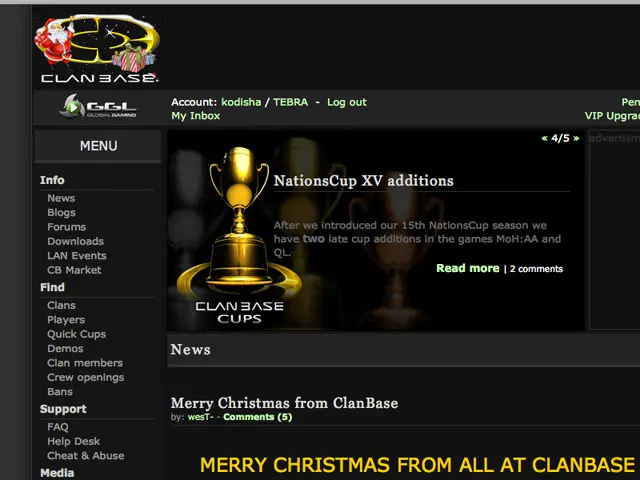 CLANBASE
GGL
GLOBAL GAMING
Account: kodisha / TEBRA - Log out
My Inbox
Pen
VIP Upgrad
MENU
Info
News
Blogs
Forums
Downloads
LAN Events
CB Market
Find
Clans
Players
Quick Cups
Demos
Clan members
Crew openings
Bans
Support
FAQ
Help Desk
Cheat & Abuse
Media
« 4/5 »
NationsCup XV additions
After we introduced our 15th NationsCup season we
have two late cup additions in the games MoH:AA and
QL.
Read more | 2 comments
CLANBASE
CUPS
advertisme
News
Merry Christmas from ClanBase
by: wesT- - Comments (5)
MERRY CHRISTMAS FROM ALL AT CLANBASE